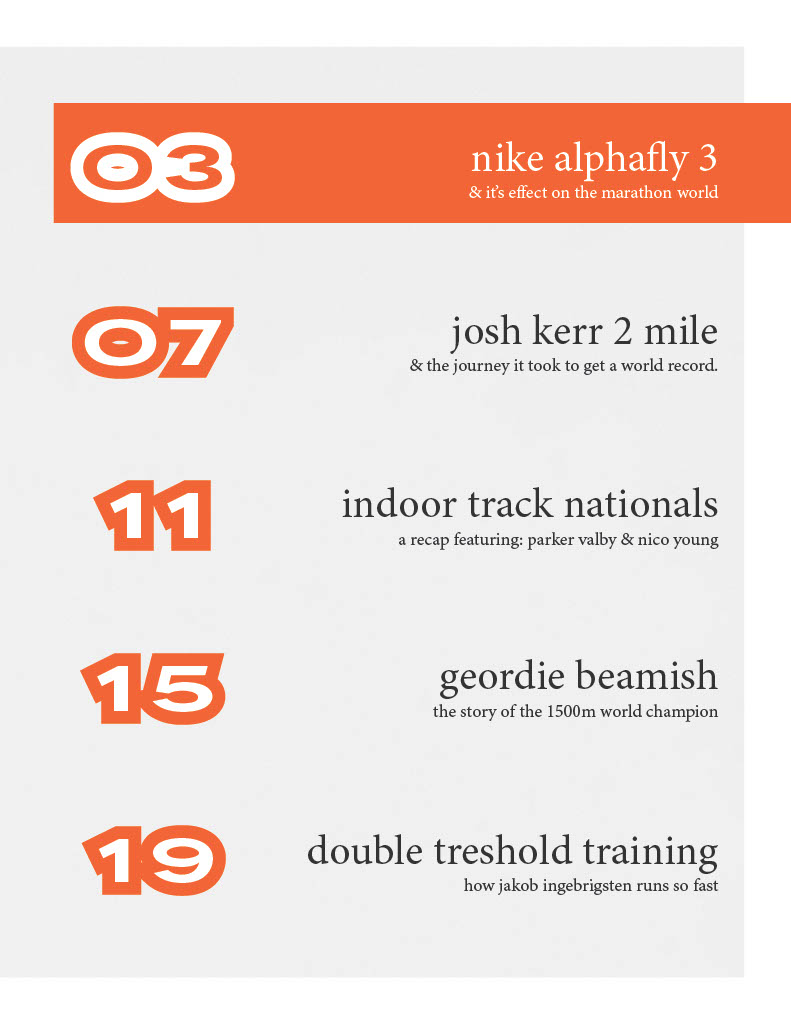 03
nike alphafly 3
& it's effect on the marathon world
07
josh kerr 2 mile
& the journey it took to get a world record.
11
indoor track nationals
a recap featuring: parker valby & nico young
15
geordie beamish
the story of the 1500m world champion
19
double treshold training
how jakob ingebrigsten runs so fast